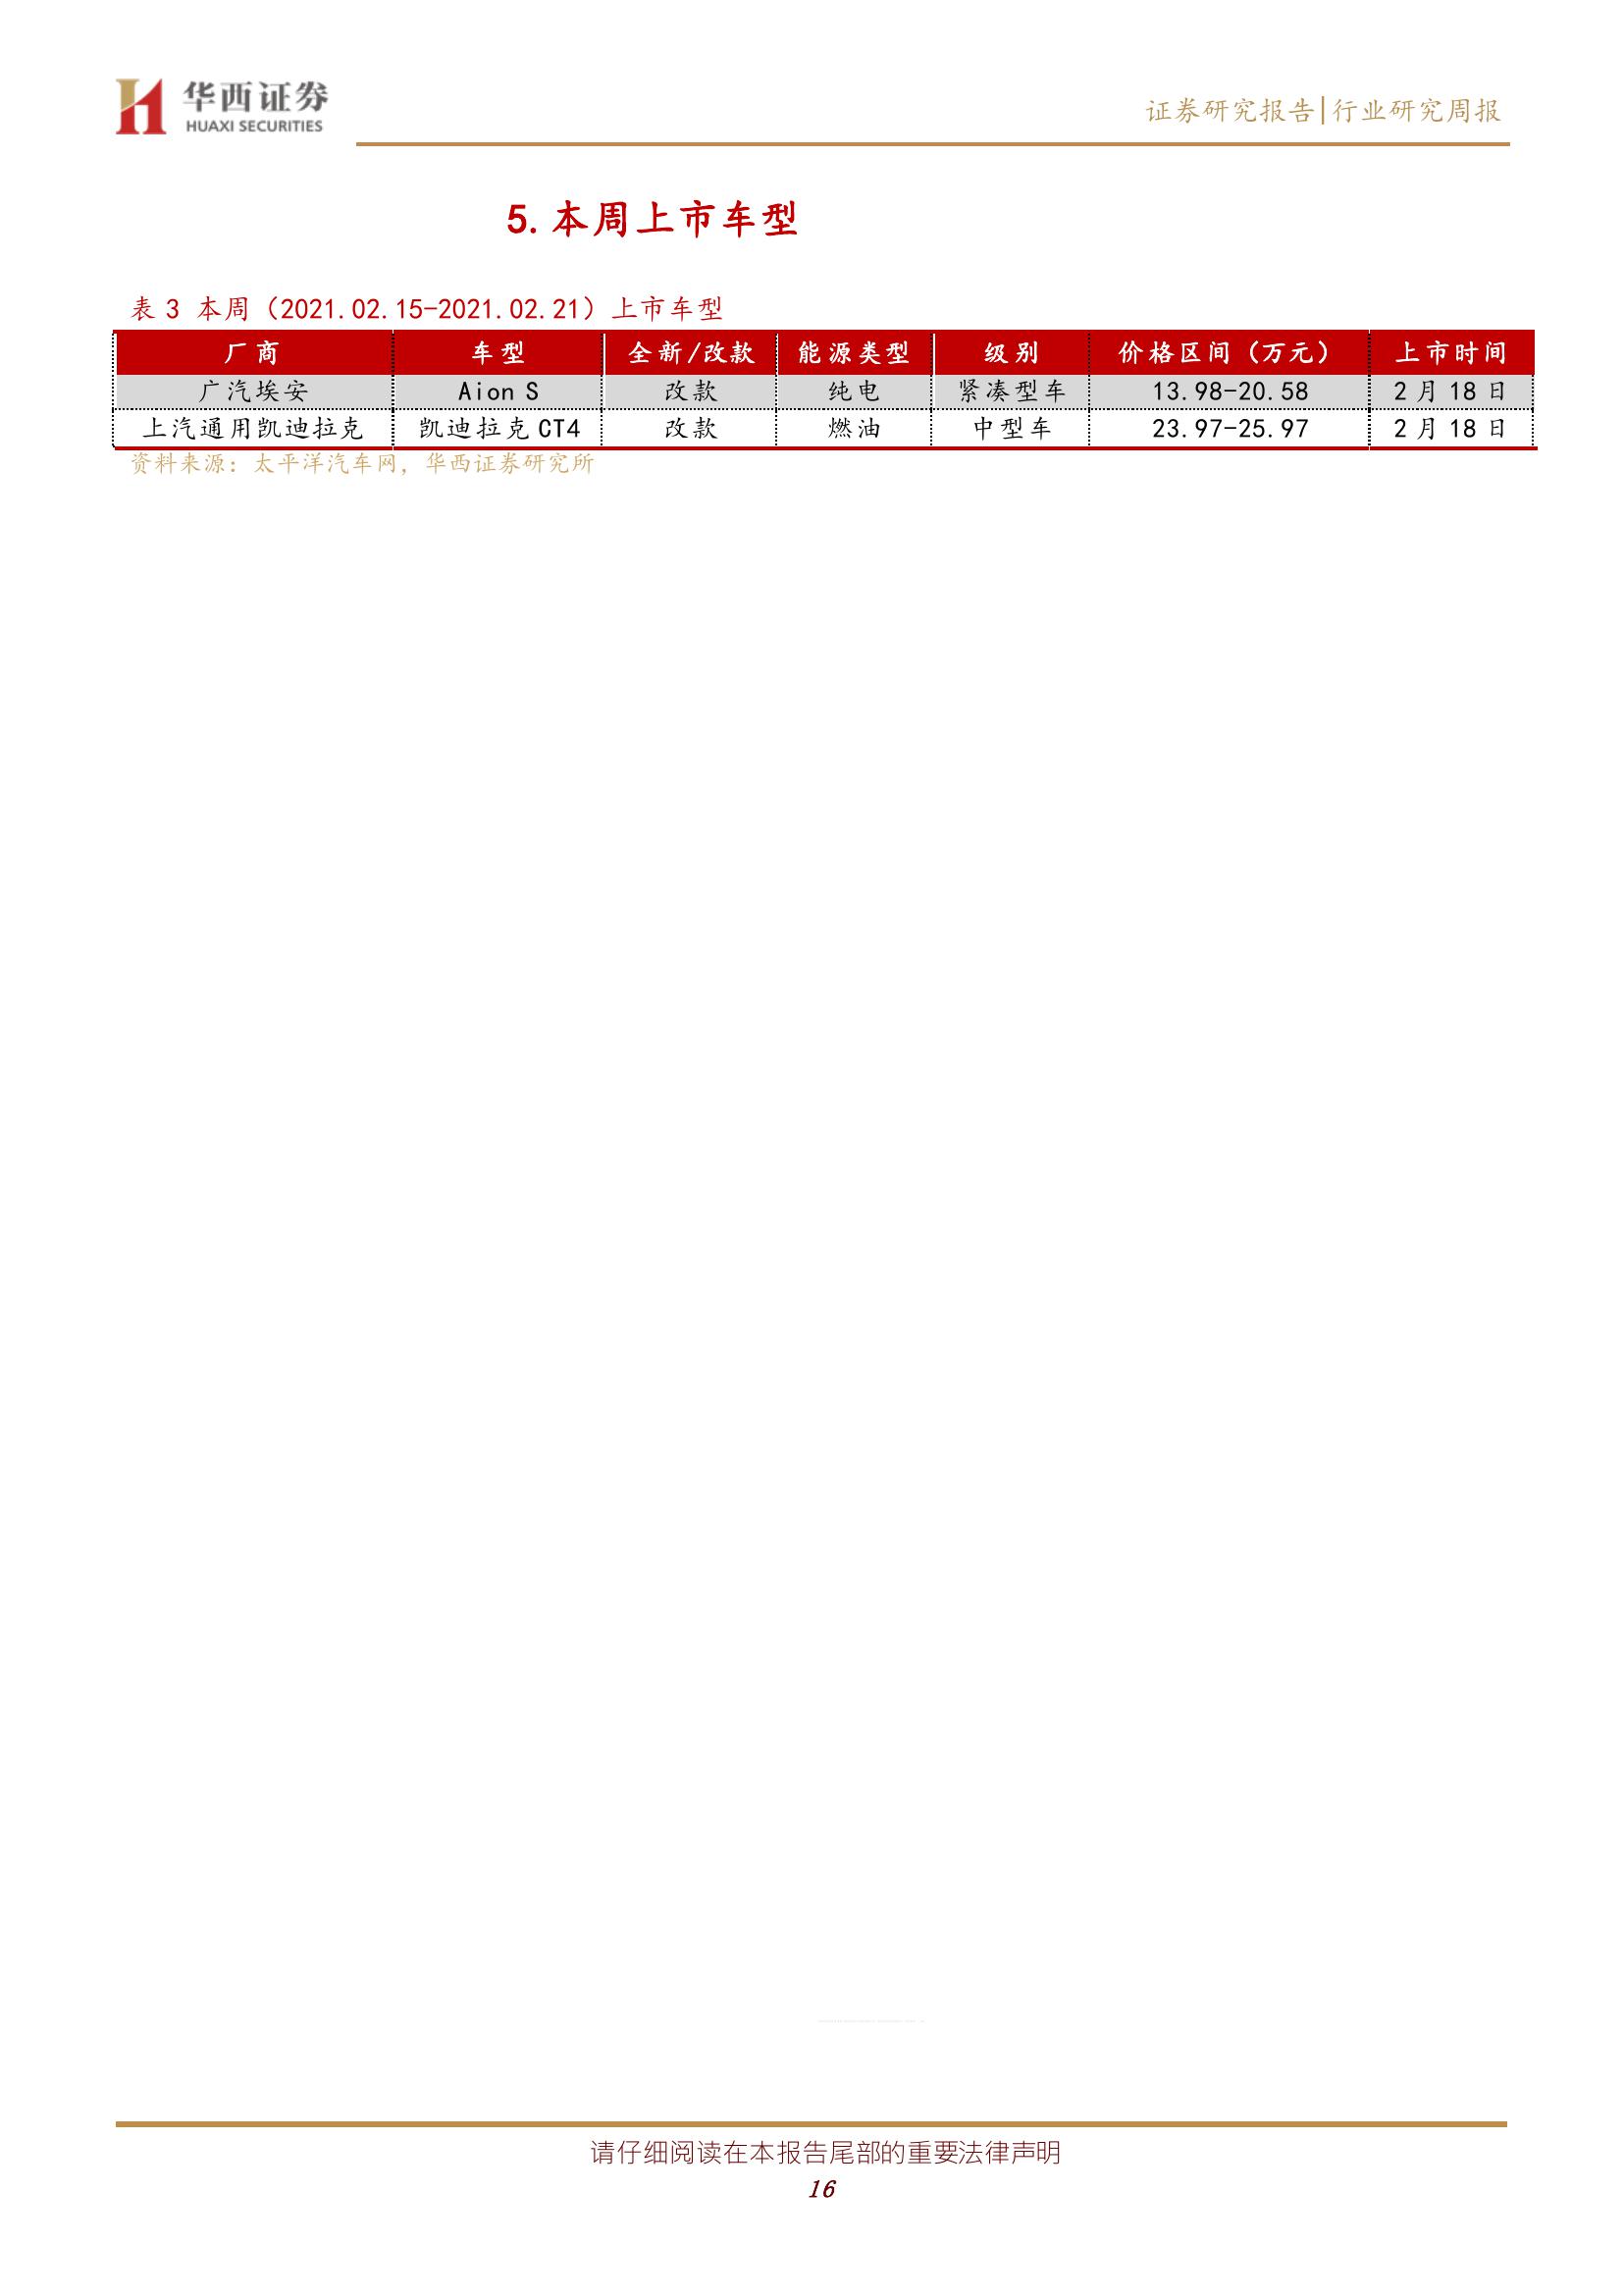 华西证券
HUAXI SECURITIES
证券研究报告|行业研究周报
5. 本周上市车型
表 3 本周（2021.02.15-2021.02.21）上市车型
厂商 车型 全新/改款 能源类型 级别 价格区间（万元） 上市时间
广汽埃安 Aion S 改款 纯电 紧凑型车 13.98-20.58 2 月 18 日
上汽通用凯迪拉克 凯迪拉克 CT4 改款 燃油 中型车 23.97-25.97 2 月 18 日
资料来源：太平洋汽车网，华西证券研究所
请仔细阅读在本报告尾部的重要法律声明
16